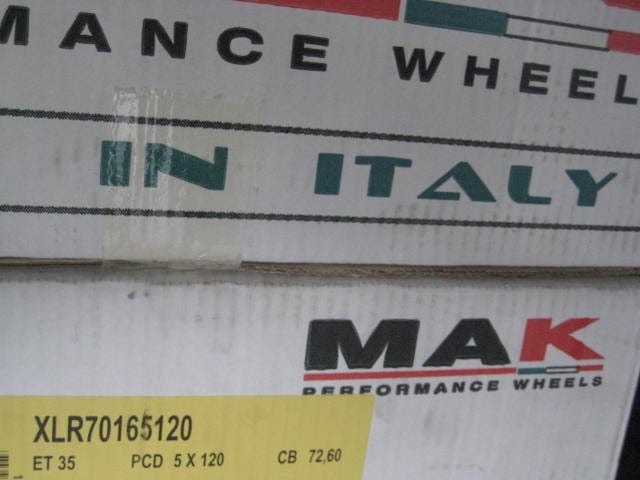 MANCE WHEEL
IN ITALY
MAK
PERFORMANCE WHEELS
XLR70165120
ET 35 PCD 5 X 120 CB 72,60